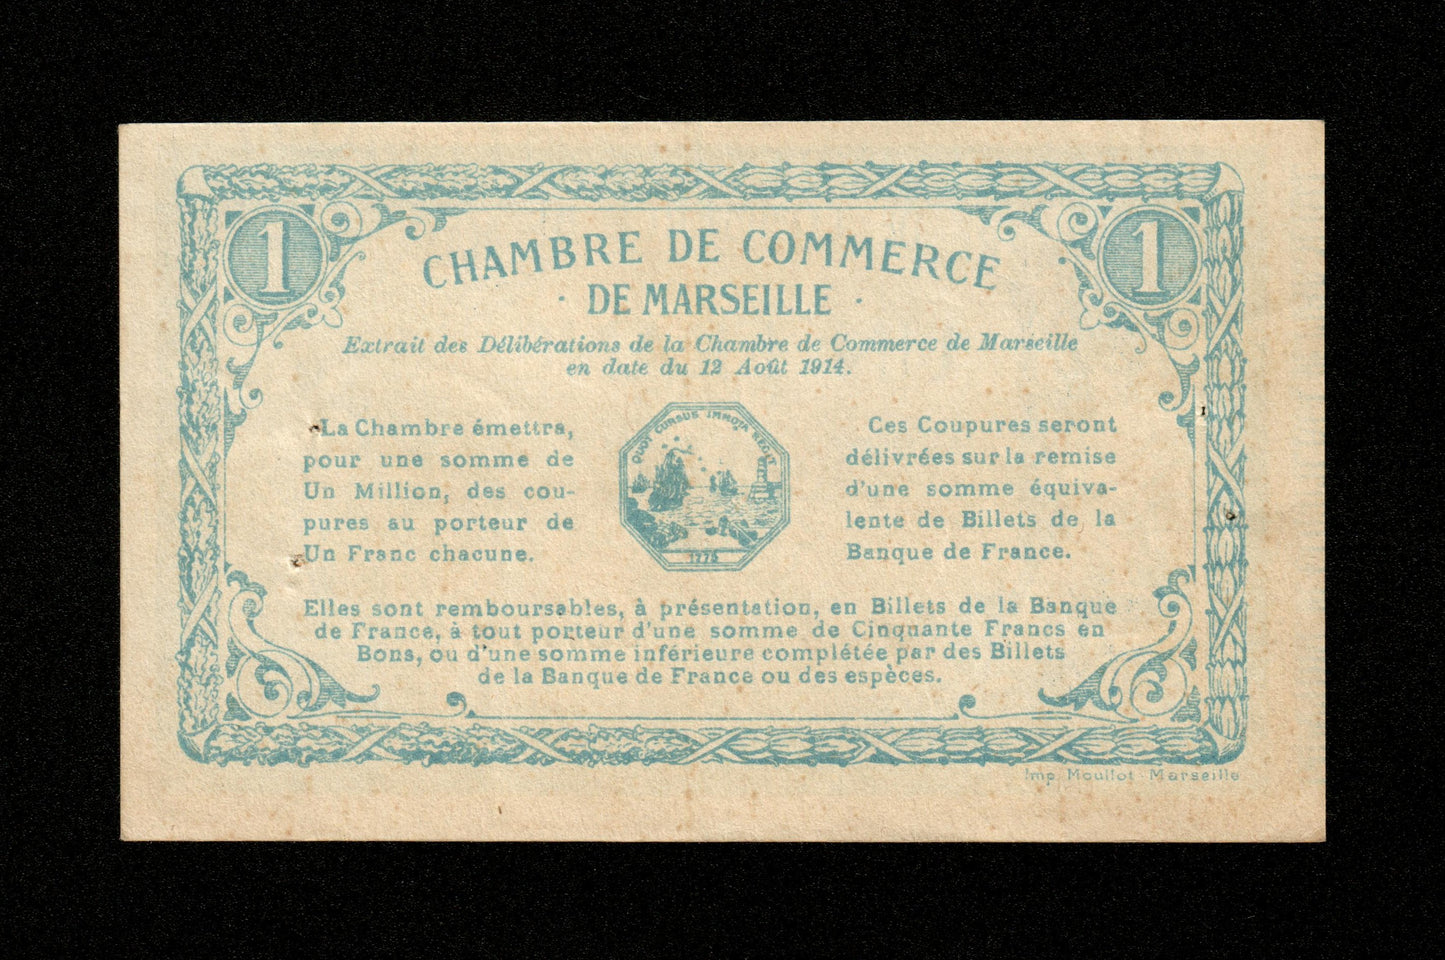 1
1
CHAMBRE DE COMMERCE
· DE MARSEILLE ·
Extrait des Délibérations de la Chambre de Commerce de Marseille
en date du 12 Août 1914.
La Chambre émettra,
pour une somme de
Un Million, des cou-
pures au porteur de
Un Franc chacune.
QUOT CURSUS IMMOTA REGIT
1775
Ces Coupures seront
délivrées sur la remise
d'une somme équiva-
lente de Billets de la
Banque de France.
Elles sont remboursables, à présentation, en Billets de la Banque
de France, à tout porteur d'une somme de Cinquante Francs en
Bons, ou d'une somme inférieure complétée par des Billets
de la Banque de France ou des espèces.
Imp. Moullot Marseille